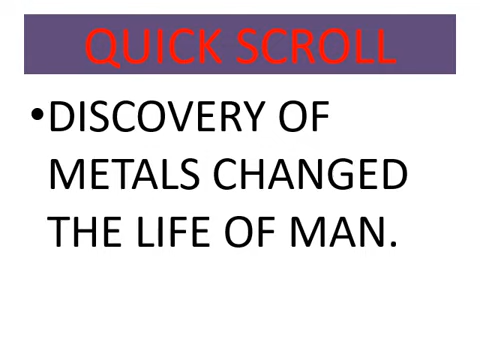 QUICK SCROLL
•DISCOVERY OF
METALS CHANGED
THE LIFE OF MAN.